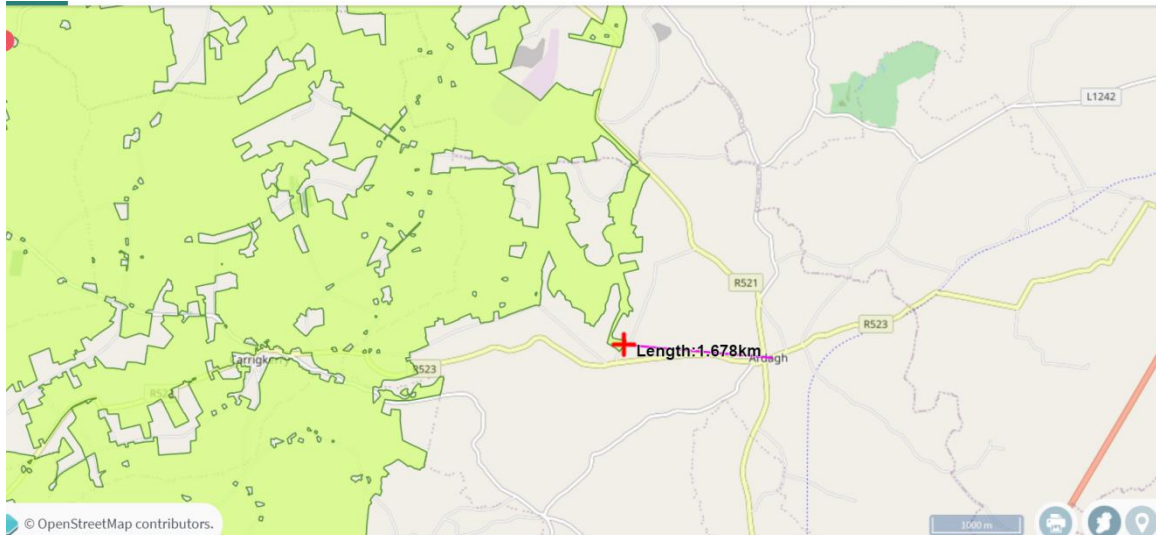 L1242
R521
R523
Length:1.678km
Ardagh
R523
© OpenStreetMap contributors.
1000 m